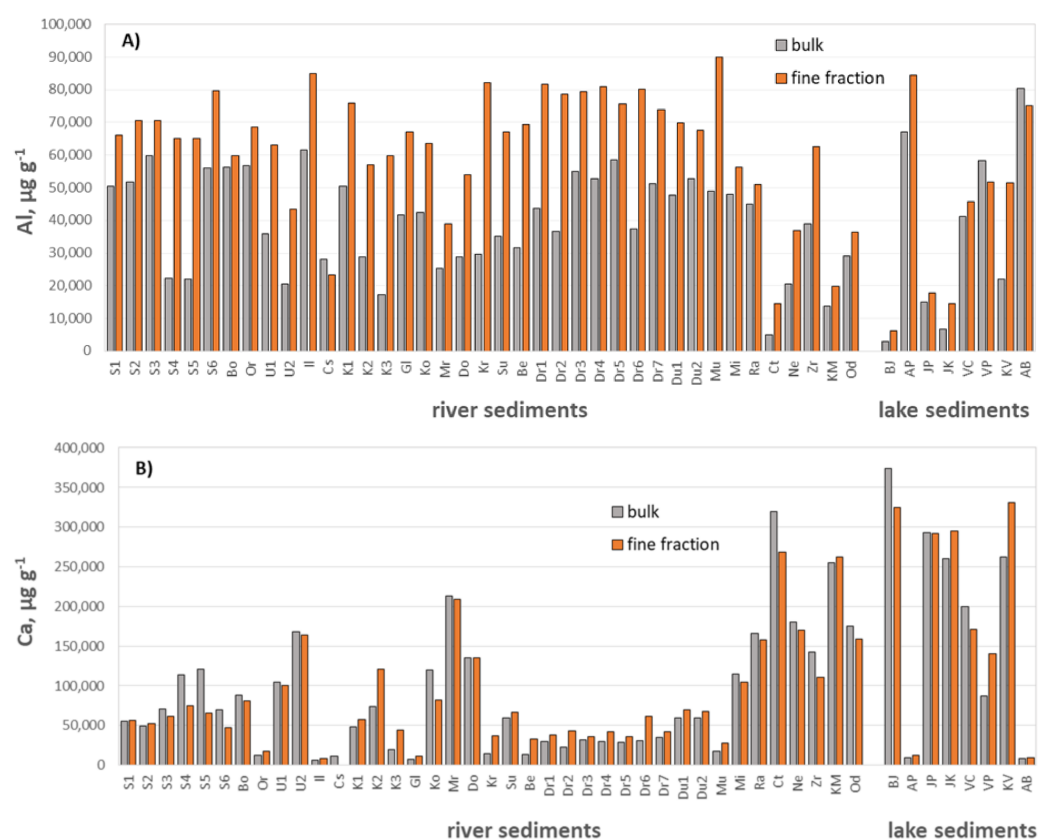 A)
bulk
fine fraction
Al, µg g⁻¹
100,000
90,000
80,000
70,000
60,000
50,000
40,000
30,000
20,000
10,000
0
S1 S2 S3 S4 S5 S6 Bo Or U1 U2 Il Cs K1 K2 K3 Gl Ko Mr Do Kr Su Be Dr1 Dr2 Dr3 Dr4 Dr5 Dr6 Dr7 Du1 Du2 Mu Mi Ra Ct Ne Zr KM Od BJ AP JP JK VC VP KV AB
river sediments lake sediments
B)
bulk
fine fraction
Ca, µg g⁻¹
400,000
350,000
300,000
250,000
200,000
150,000
100,000
50,000
0
S1 S2 S3 S4 S5 S6 Bo Or U1 U2 Il Cs K1 K2 K3 Gl Ko Mr Do Kr Su Be Dr1 Dr2 Dr3 Dr4 Dr5 Dr6 Dr7 Du1 Du2 Mu Mi Ra Ct Ne Zr KM Od BJ AP JP JK VC VP KV AB
river sediments lake sediments